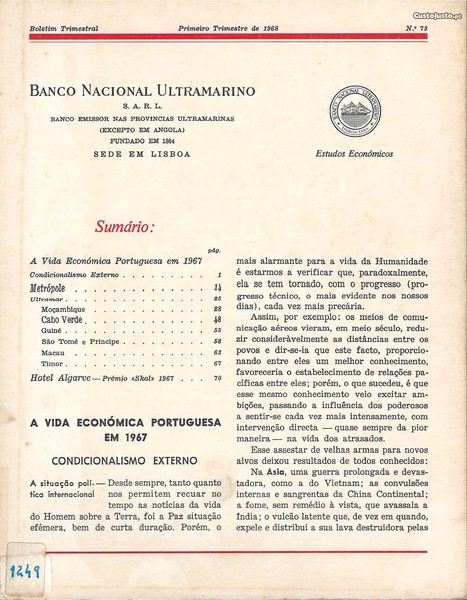 CustoJusto.pt
Boletim Trimestral Primeiro Trimestre de 1968 N.º 73
BANCO NACIONAL ULTRAMARINO
S. A. R. L.
BANCO EMISSOR NAS PROVINCIAS ULTRAMARINAS
(EXCEPTO EM ANGOLA)
FUNDADO EM 1864
SEDE EM LISBOA
BANCO NACIONAL ULTRAMARINO
Estudos Económicos
Sumário:
pág.
A Vida Económica Portuguesa em 1967
Condicionalismo Externo . . . . . . . . . 1
Metrópole . . . . . . . . . 14
Ultramar . . . . . . . . . 25
Moçambique . . . . . . . . . 28
Cabo Verde . . . . . . . . . 48
Guiné . . . . . . . . . 55
São Tomé e Príncipe . . . . . . . . 58
Macau . . . . . . . . . 63
Timor . . . . . . . . . 67
Hotel Algarve — Prémio «Skal» 1967 . . . 70
A VIDA ECONÓMICA PORTUGUESA
EM 1967
CONDICIONALISMO EXTERNO
A situação polí- — Desde sempre, tanto quanto
tica internacional nos permitem recuar no
tempo as notícias da vida
do Homem sobre a Terra, foi a Paz situação
efémera, bem de curta duração. Porém, o
mais alarmante para a vida da Humanidade
é estarmos a verificar que, paradoxalmente,
ela se tem tornado, com o progresso (pro-
gresso técnico, o mais evidente nos nossos
dias), cada vez mais precária.
Assim, por exemplo: os meios de comu-
nicação aéreos vieram, em meio século, redu-
zir consideràvelmente as distâncias entre os
povos e dir-se-ia que este facto, proporcio-
nando entre eles um melhor conhecimento,
favoreceria o estabelecimento de relações pa-
cíficas entre eles; porém, o que sucedeu, é que
esse mesmo conhecimento veio excitar am-
bições, passando a influência dos poderosos
a sentir-se cada vez mais intensamente, com
intervenção directa — quase sempre da pior
maneira — na vida dos atrasados.
Esse assestar de velhas armas para novos
alvos deixou resultados de todos conhecidos:
Na Ásia, uma guerra prolongada e devas-
tadora, como a do Vietnam; as convulsões
internas e sangrentas da China Continental;
a fome, sem remédio à vista, que avassala a
Índia; o vulcão latente que, de vez em quando,
expele e distribui a sua lava destruidora pelas
1249